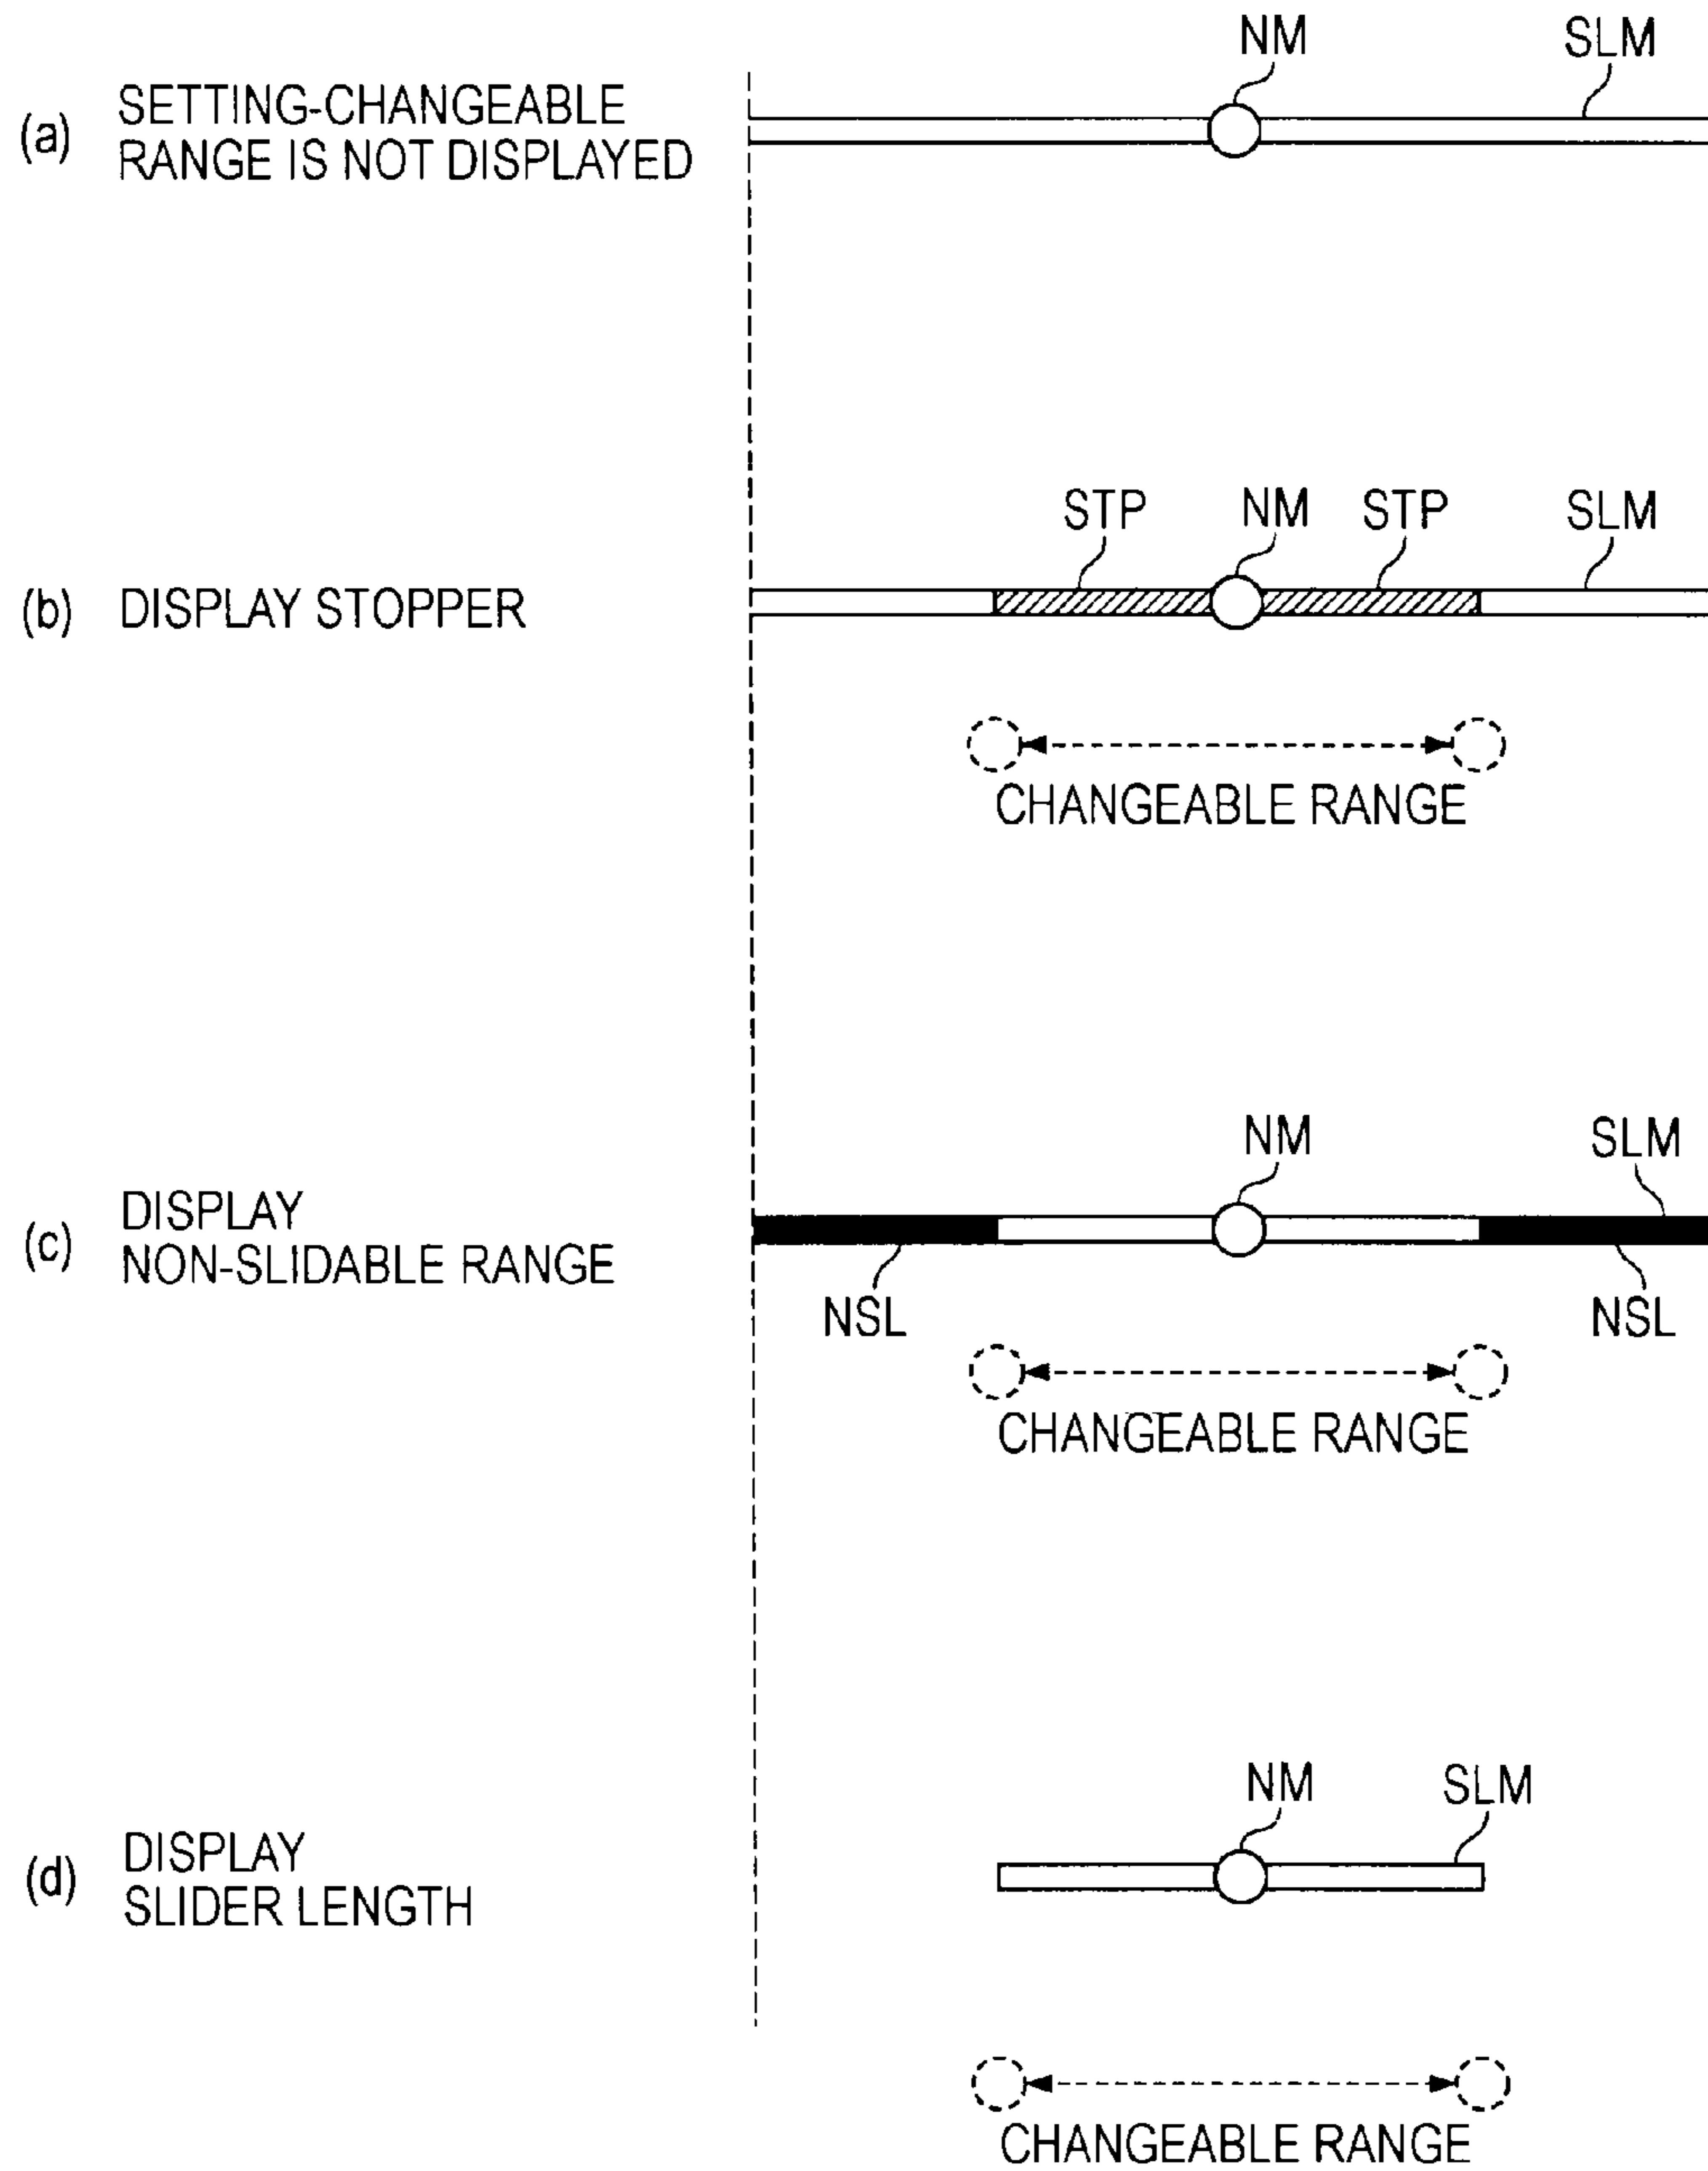 NM SLM
(a) SETTING-CHANGEABLE
RANGE IS NOT DISPLAYED
STP NM STP SLM
(b) DISPLAY STOPPER
CHANGEABLE RANGE
NM SLM
(c) DISPLAY
NON-SLIDABLE RANGE
NSL NSL
CHANGEABLE RANGE
NM SLM
(d) DISPLAY
SLIDER LENGTH
CHANGEABLE RANGE